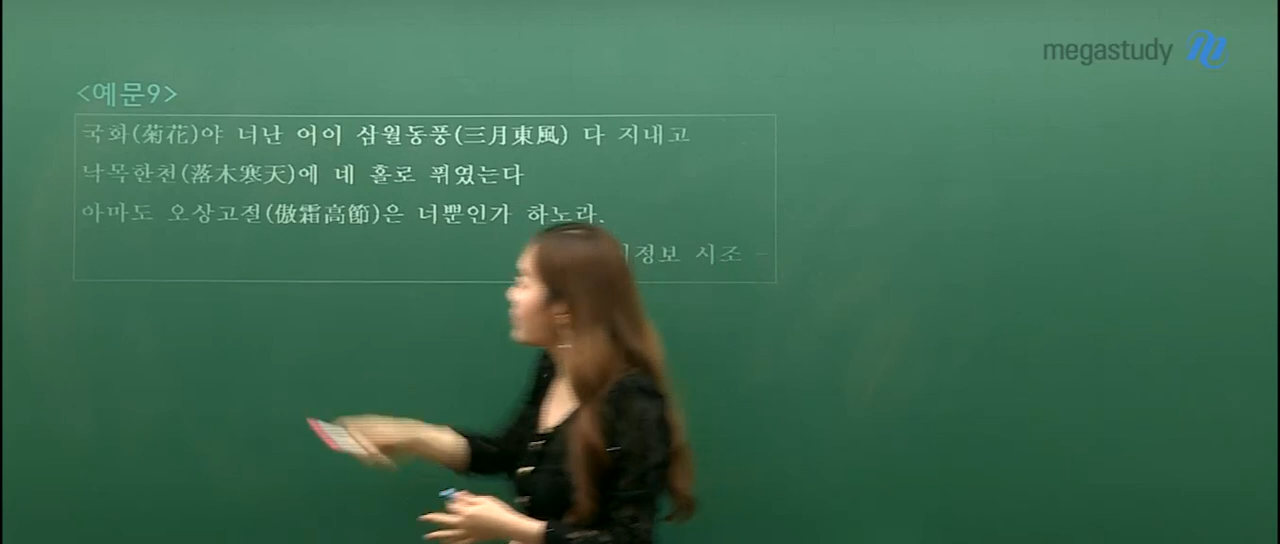 megastudy
<예문9>
국화(菊花)야 너난 어이 삼월동풍(三月東風) 다 지내고
낙목한천(落木寒天)에 네 홀로 퓌였는다
아마도 오상고절(傲霜高節)은 너뿐인가 하노라.
정보 시조 -